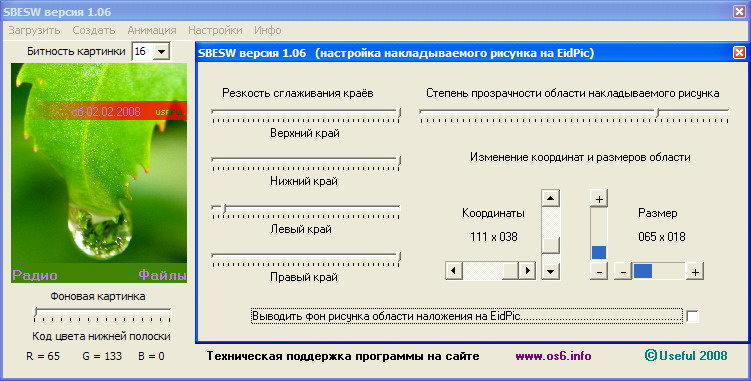 SBESW версия 1.06
Загрузить Создать Анимация Настройки Инфо
Битность картинки 16
сб 02.02.2008
Радио Файлы
Фоновая картинка
Код цвета нижней полоски
R = 65 G = 133 B = 0
SBESW версия 1.06 (настройка накладываемого рисунка на EidPic)
Резкость сглаживания краёв
Верхний край
Нижний край
Левый край
Правый край
Степень прозрачности области накладываемого рисунка
Изменение координат и размеров области
Координаты
111 x 038
Размер
065 x 018
Выводить фон рисунка области наложения на EidPic
Техническая поддержка программы на сайте www.os6.info © Useful 2008